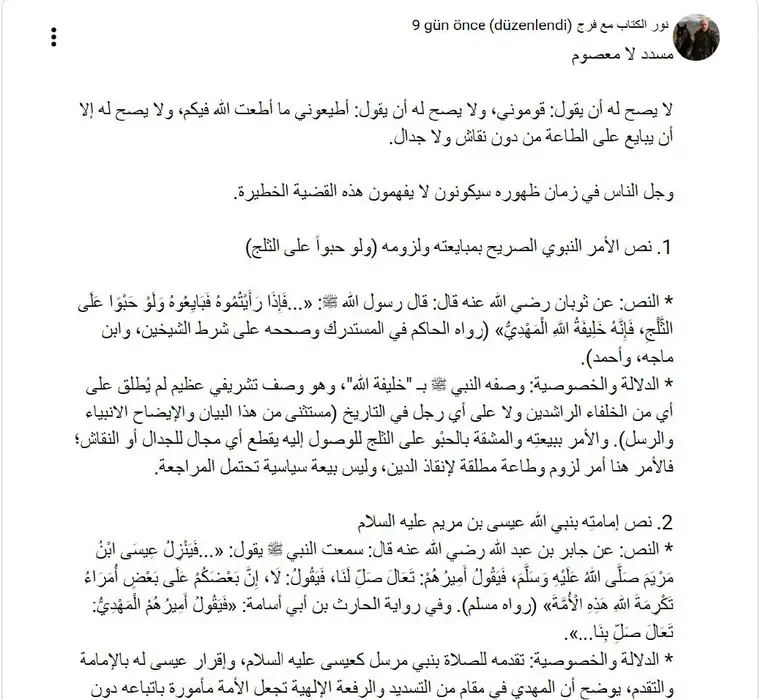 نور الكتاب مع فرج 9 gün önce (düzenlendi)
مسدد لا معصوم
لا يصح له أن يقول: قوموني، ولا يصح له أن يقول: أطيعوني ما أطعت الله فيكم، ولا يصح له إلا
أن يبايع على الطاعة من دون نقاش ولا جدال.
وجل الناس في زمان ظهوره سيكونون لا يفهمون هذه القضية الخطيرة.
1. نص الأمر النبوي الصريح بمبايعته ولزومه (ولو حبواً على الثلج)
* النص: عن ثوبان رضي الله عنه قال: قال رسول الله ﷺ: «...فَإِذَا رَأَيْتُمُوهُ فَبَايِعُوهُ وَلَوْ حَبْوًا عَلَى
الثَّلْجِ، فَإِنَّهُ خَلِيفَةُ اللَّهِ الْمَهْدِيُّ» (رواه الحاكم في المستدرك وصححه على شرط الشيخين، وابن
ماجه، وأحمد).
* الدلالة والخصوصية: وصفه النبي ﷺ بـ "خليفة الله"، وهو وصف تشريفي عظيم لم يُطلق على
أي من الخلفاء الراشدين ولا على أي رجل في التاريخ (مستثنى من هذا البيان والإيضاح الانبياء
والرسل). والأمر ببيعته والمشقة بالحبْو على الثلج للوصول إليه يقطع أي مجال للجدال أو النقاش؛
فالأمر هنا أمر لزوم وطاعة مطلقة لإنقاذ الدين، وليس بيعة سياسية تحتمل المراجعة.
2. نص إمامتِه بنبي الله عيسى بن مريم عليه السلام
* النص: عن جابر بن عبد الله رضي الله عنه قال: سمعت النبي ﷺ يقول: «...فَيَنْزِلُ عِيسَى ابْنُ
مَرْيَمَ صَلَّى اللهُ عَلَيْهِ وَسَلَّمَ، فَيَقُولُ أَمِيرُهُمْ: تَعَالَ صَلِّ لَنَا، فَيَقُولُ: لَا، إِنَّ بَعْضَكُمْ عَلَى بَعْضٍ أُمَرَاءُ
تَكْرِمَةَ اللهِ هَذِهِ الْأُمَّةَ» (رواه مسلم). وفي رواية الحارث بن أبي أسامة: «فَيَقُولُ أَمِيرُهُمُ الْمَهْدِيُّ:
تَعَالَ صَلِّ بِنَا...».
* الدلالة والخصوصية: تقدمه للصلاة بنبي مرسل كعيسى عليه السلام، وإقرار عيسى له بالإمامة
والتقدم، يوضح أن المهدي في مقام من التسديد والرفعة الإلهية تجعل الأمة مأمورة باتباعه دون